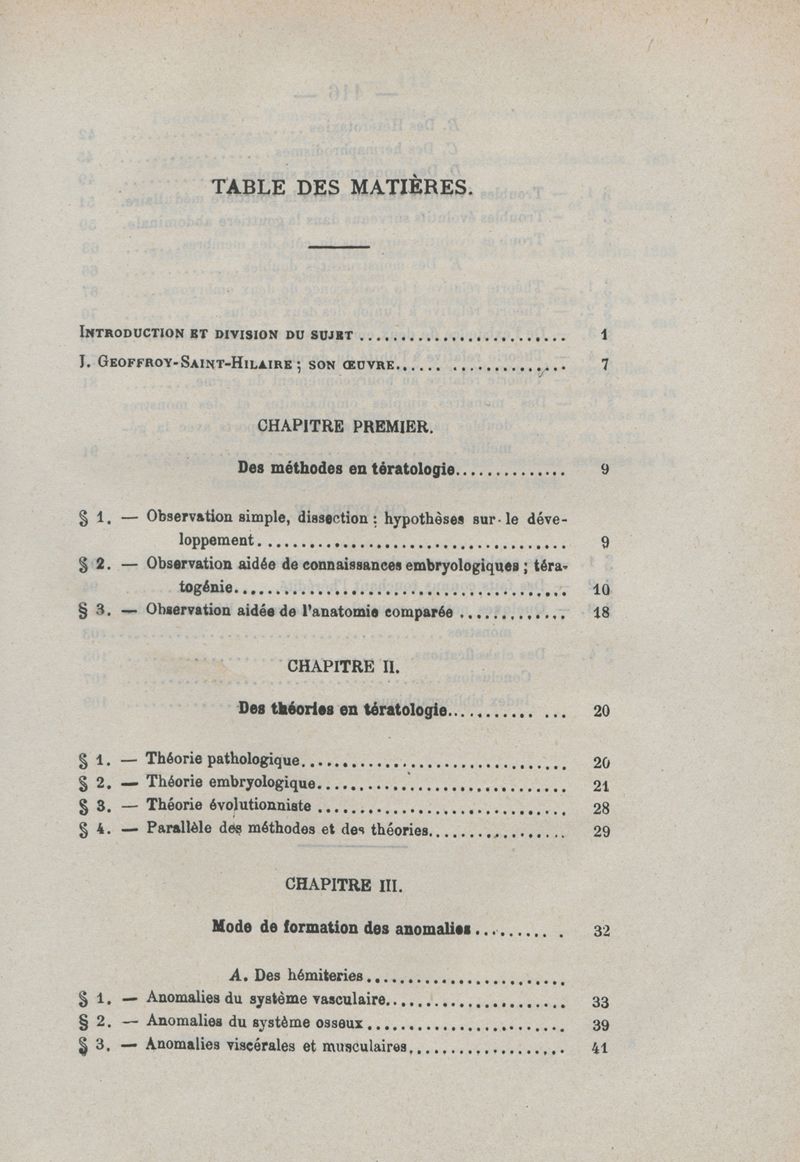 TABLE DES MATIÈRES.
INTRODUCTION ET DIVISION DU SUJET ......................... 1
J. GEOFFROY-SAINT-HILAIRE ; SON ŒUVRE...... .............. 7
CHAPITRE PREMIER.
Des méthodes en tératologie.............. 9
§ 1. — Observation simple, dissection ; hypothèses sur le déve-
loppement..................................... 9
§ 2. — Observation aidée de connaissances embryologiques ; téra-
togénie....................................... 10
§ 3. — Observation aidée de l'anatomie comparée ............. 18
CHAPITRE II.
Des théories en tératologie........... ... 20
§ 1. — Théorie pathologique................................ 20
§ 2. — Théorie embryologique.............................. 21
§ 3. — Théorie évolutionniste .............................. 28
§ 4. — Parallèle des méthodes et des théories................. 29
CHAPITRE III.
Mode de formation des anomalies.......... . 32
A. Des hémiteries........................
§ 1. — Anomalies du système vasculaire...................... 33
§ 2. — Anomalies du système osseux........................ 39
§ 3. — Anomalies viscérales et musculaires................... 41